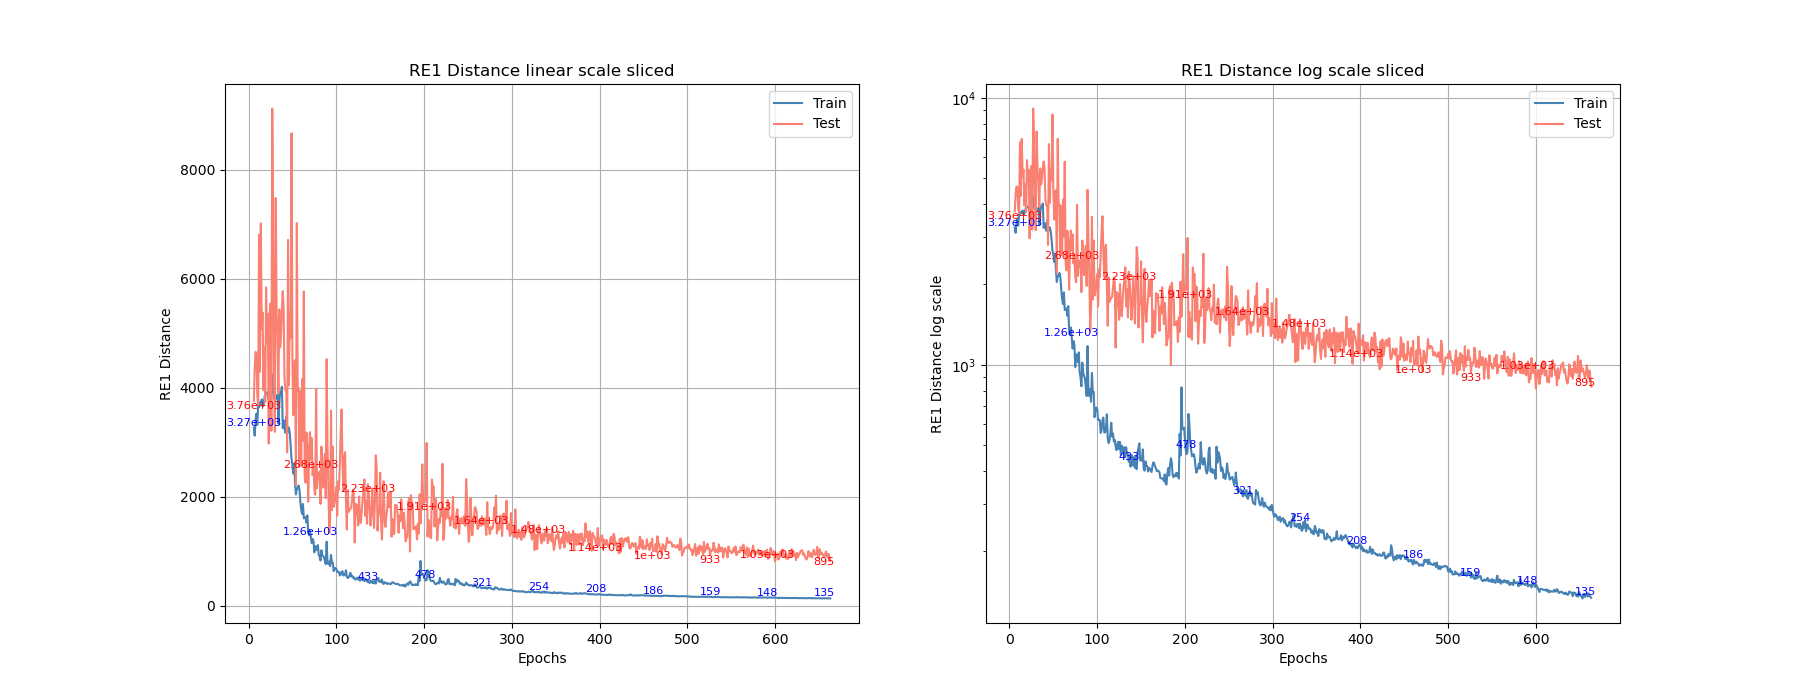 RE1 Distance linear scale sliced
RE1 Distance
8000
6000
4000
2000
0
Train
Test
3.76e+03
3.27e+03
2.68e+03
1.26e+03
2.23e+03
433
1.91e+03
478
1.64e+03
321
1.48e+03
254
1.14e+03
208
1e+03
186
933
159
1.03e+03
148
895
135
0
100
200
300
400
500
600
Epochs
RE1 Distance log scale sliced
RE1 Distance log scale
10⁴
10³
Train
Test
3.76e+03
3.27e+03
2.68e+03
1.26e+03
2.23e+03
433
1.91e+03
478
1.64e+03
321
1.48e+03
254
1.14e+03
208
1e+03
186
933
159
1.03e+03
148
895
135
0
100
200
300
400
500
600
Epochs